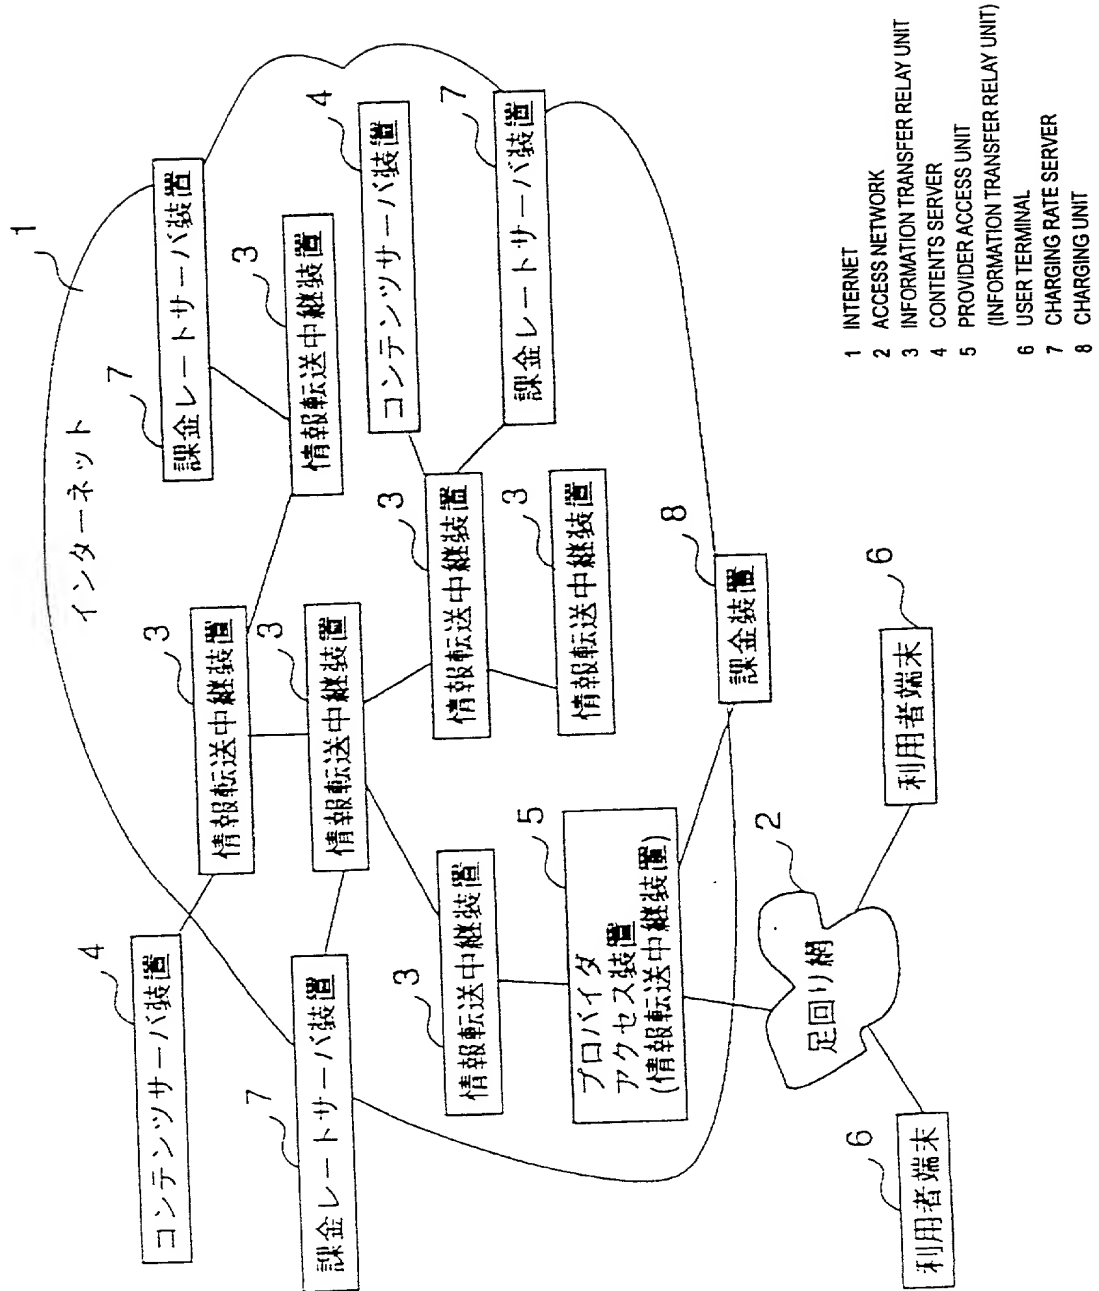 1
インターネット
7
課金レートサーバ装置
3
情報転送中継装置
4
コンテンツサーバ装置
7
課金レートサーバ装置
3
情報転送中継装置
3
情報転送中継装置
3
情報転送中継装置
3
情報転送中継装置
4
コンテンツサーバ装置
7
課金レートサーバ装置
3
情報転送中継装置
5
プロバイダ
アクセス装置
(情報転送中継装置)
8
課金装置
2
足回り網
6
利用者端末
6
利用者端末
1 INTERNET
2 ACCESS NETWORK
3 INFORMATION TRANSFER RELAY UNIT
4 CONTENTS SERVER
5 PROVIDER ACCESS UNIT
(INFORMATION TRANSFER RELAY UNIT)
6 USER TERMINAL
7 CHARGING RATE SERVER
8 CHARGING UNIT